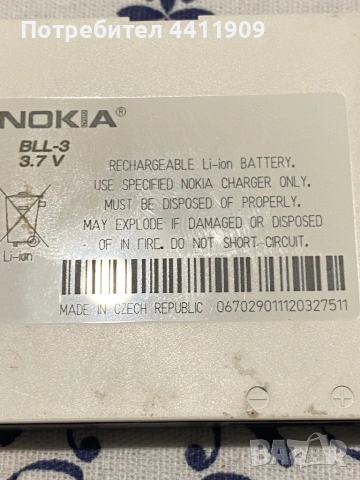 Потребител 4411909
NOKIA®
BLL-3
3.7 V
RECHARGEABLE Li-ion BATTERY.
USE SPECIFIED NOKIA CHARGER ONLY.
MUST BE DISPOSED OF PROPERLY.
MAY EXPLODE IF DAMAGED OR DISPOSED
OF IN FIRE. DO NOT SHORT-CIRCUIT.
Li-ion
MADE IN CZECH REPUBLIC 067029011120327511
BAZAR